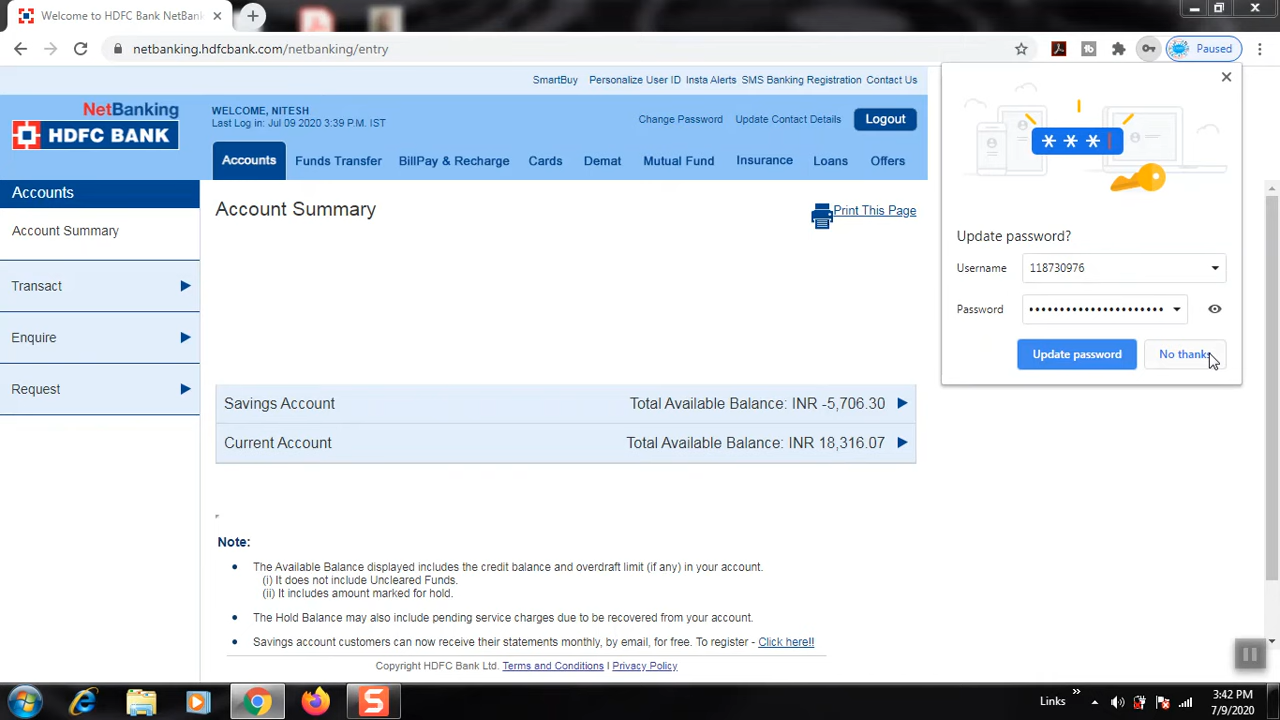 Welcome to HDFC Bank NetBank
netbanking.hdfcbank.com/netbanking/entry
Paused
SmartBuy Personalize User ID Insta Alerts SMS Banking Registration Contact Us
NetBanking
HDFC BANK
WELCOME, NITESH
Last Log in: Jul 09 2020 3:39 P.M. IST
Change Password Update Contact Details Logout
Accounts Funds Transfer BillPay & Recharge Cards Demat Mutual Fund Insurance Loans Offers
Accounts
Account Summary
Transact
Enquire
Request
Account Summary
Print This Page
Savings Account Total Available Balance: INR -5,706.30
Current Account Total Available Balance: INR 18,316.07
Note:
The Available Balance displayed includes the credit balance and overdraft limit (if any) in your account.
(i) It does not include Uncleared Funds.
(ii) It includes amount marked for hold.
The Hold Balance may also include pending service charges due to be recovered from your account.
Savings account customers can now receive their statements monthly, by email, for free. To register - Click here!!
Copyright HDFC Bank Ltd. Terms and Conditions I Privacy Policy
***
Update password?
Username 118730976
Password ••••••••••••••••••••••
Update password No thanks
Links
3:42 PM
7/9/2020